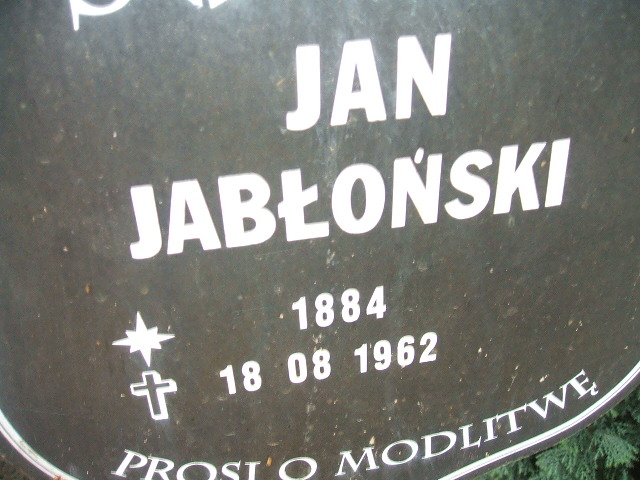 JAN
JABŁOŃSKI
1884
18 08 1962
PROSI O MODLITWĘ